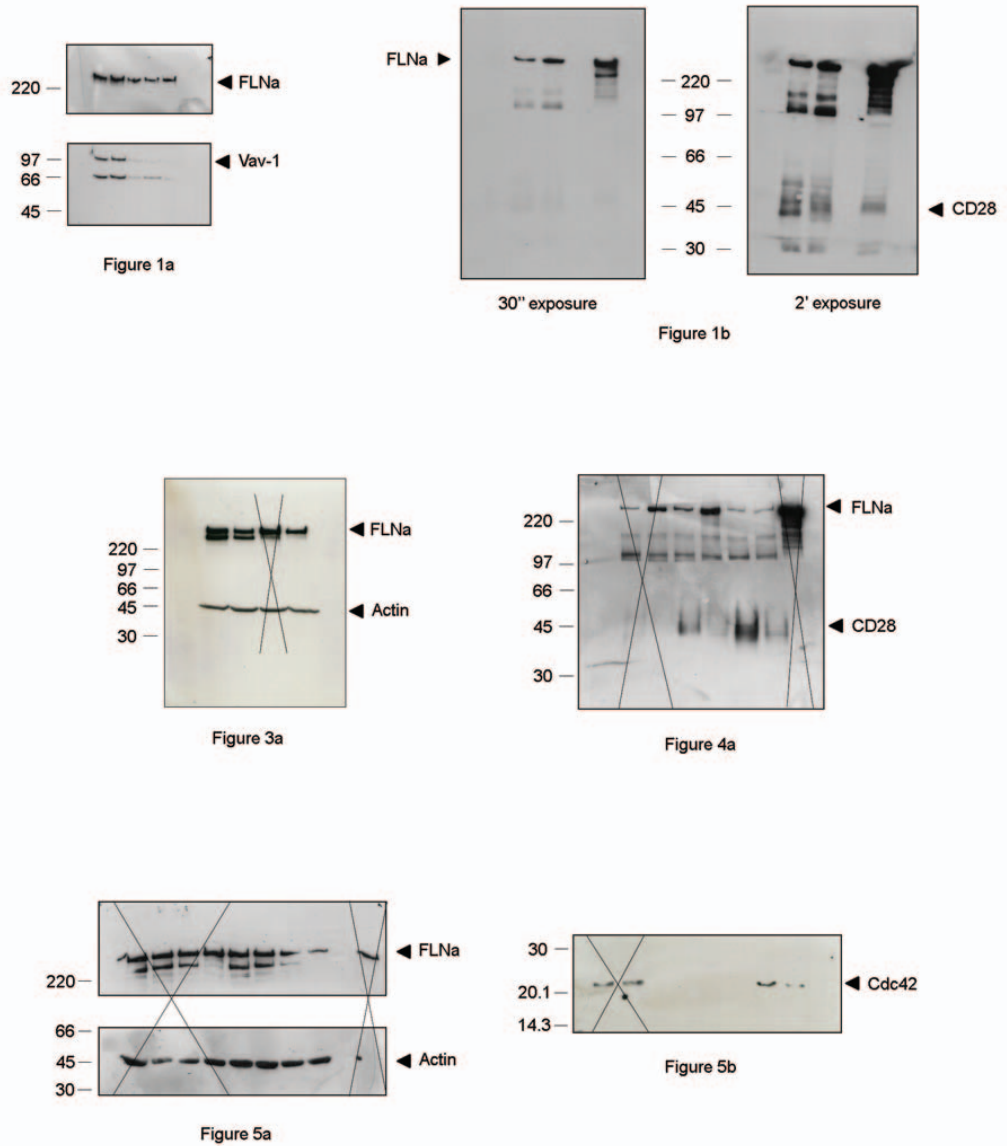 220 —
◄ FLNa
97 —
66 —
45 —
◄ Vav-1
Figure 1a
FLNa ►
— 220 —
— 97 —
— 66 —
— 45 —
— 30 —
◄ CD28
30" exposure
2' exposure
Figure 1b
◄ FLNa
220 —
97 —
66 —
45 —
30 —
◄ Actin
Figure 3a
220 —
97 —
66 —
45 —
30 —
◄ FLNa
◄ CD28
Figure 4a
◄ FLNa
220 —
66 —
45 —
30 —
◄ Actin
Figure 5a
30 —
20.1 —
14.3 —
◄ Cdc42
Figure 5b